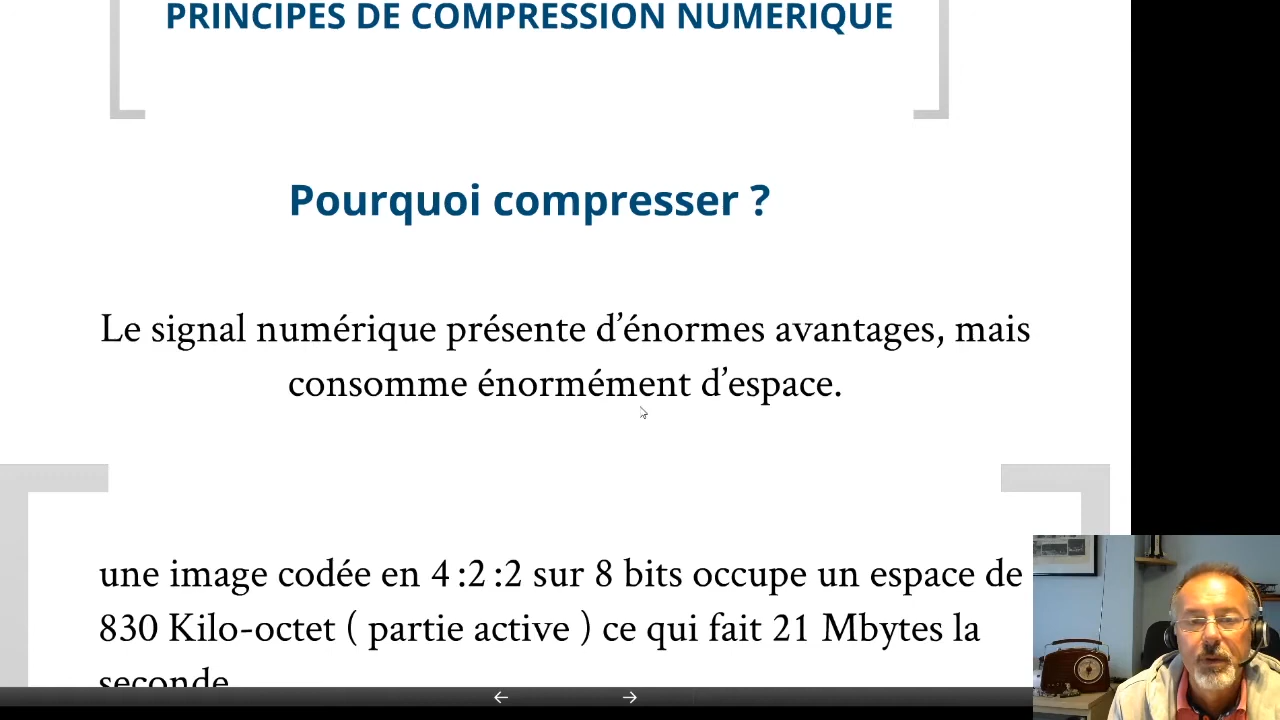 PRINCIPES DE COMPRESSION NUMÉRIQUE
Pourquoi compresser ?
Le signal numérique présente d’énormes avantages, mais
consomme énormément d’espace.
une image codée en 4 :2 :2 sur 8 bits occupe un espace de
830 Kilo-octet ( partie active ) ce qui fait 21 Mbytes la
seconde